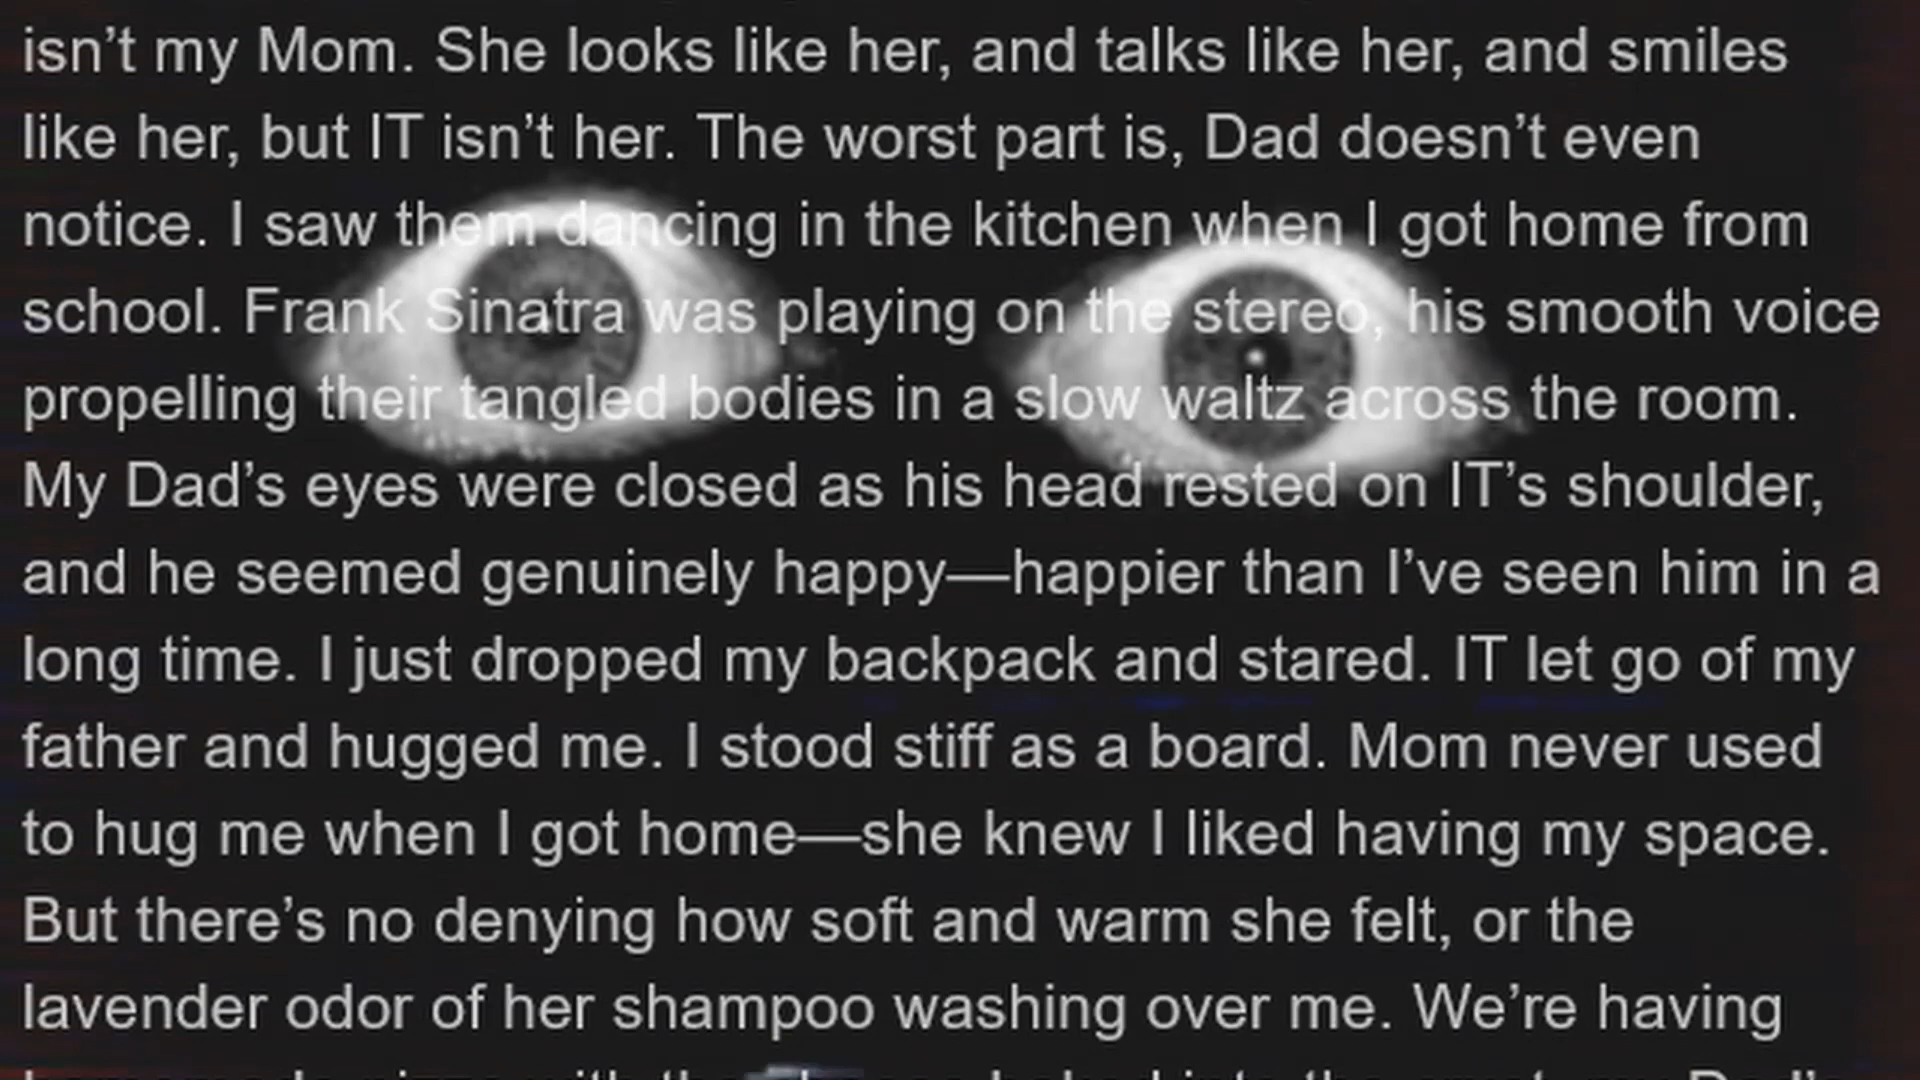 isn’t my Mom. She looks like her, and talks like her, and smiles
like her, but IT isn’t her. The worst part is, Dad doesn’t even
notice. I saw them dancing in the kitchen when I got home from
school. Frank Sinatra was playing on the stereo, his smooth voice
propelling their tangled bodies in a slow waltz across the room.
My Dad’s eyes were closed as his head rested on IT’s shoulder,
and he seemed genuinely happy—happier than I’ve seen him in a
long time. I just dropped my backpack and stared. IT let go of my
father and hugged me. I stood stiff as a board. Mom never used
to hug me when I got home—she knew I liked having my space.
But there’s no denying how soft and warm she felt, or the
lavender odor of her shampoo washing over me. We’re having